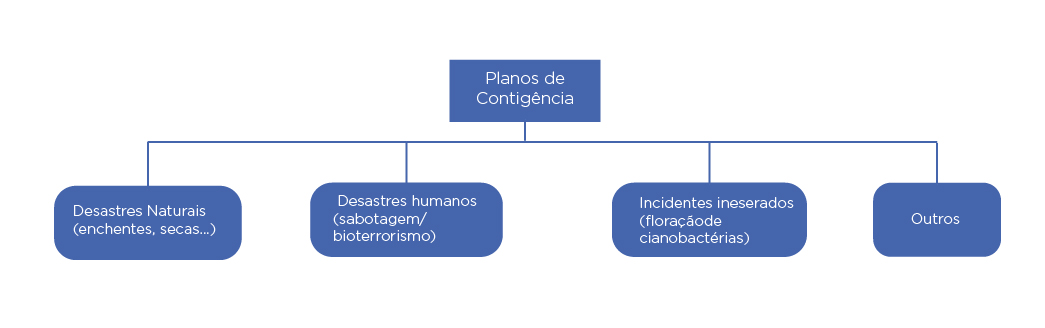 Planos de
Contigência
Desastres Naturais
(enchentes, secas...)
Desastres humanos
(sabotagem/
bioterrorismo)
Incidentes ineserados
(floraçãode
cianobactérias)
Outros